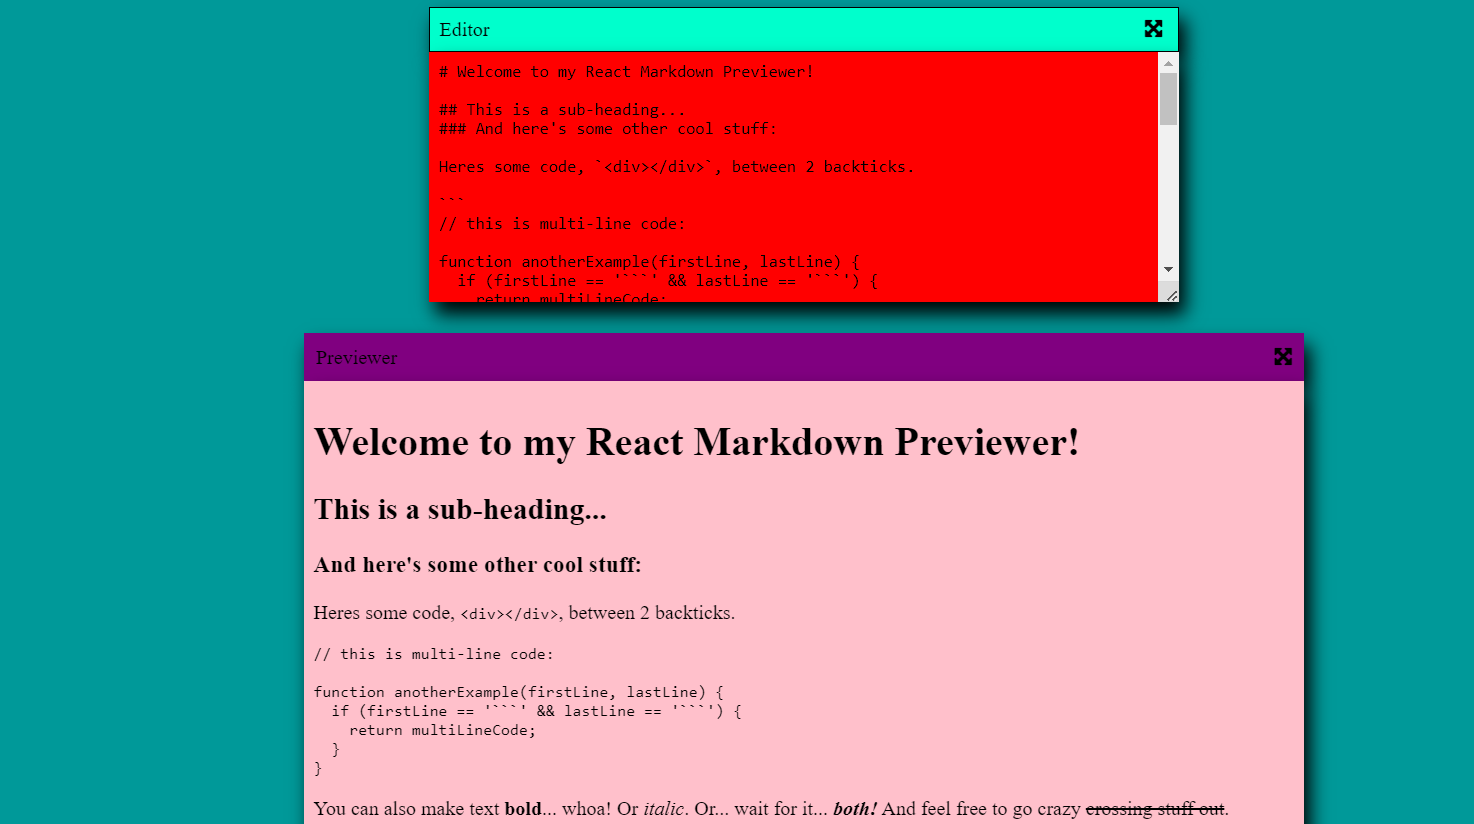 Editor
# Welcome to my React Markdown Previewer!
## This is a sub-heading...
### And here's some other cool stuff:
Heres some code, `<div></div>`, between 2 backticks.
```
// this is multi-line code:
function anotherExample(firstLine, lastLine) {
  if (firstLine == '```' && lastLine == '```') {
    return multiLineCode;
Previewer
Welcome to my React Markdown Previewer!
This is a sub-heading...
And here's some other cool stuff:
Heres some code, <div></div>, between 2 backticks.
// this is multi-line code:
function anotherExample(firstLine, lastLine) {
  if (firstLine == '```' && lastLine == '```') {
    return multiLineCode;
  }
}
You can also make text bold... whoa! Or italic. Or... wait for it... both! And feel free to go crazy crossing stuff out.